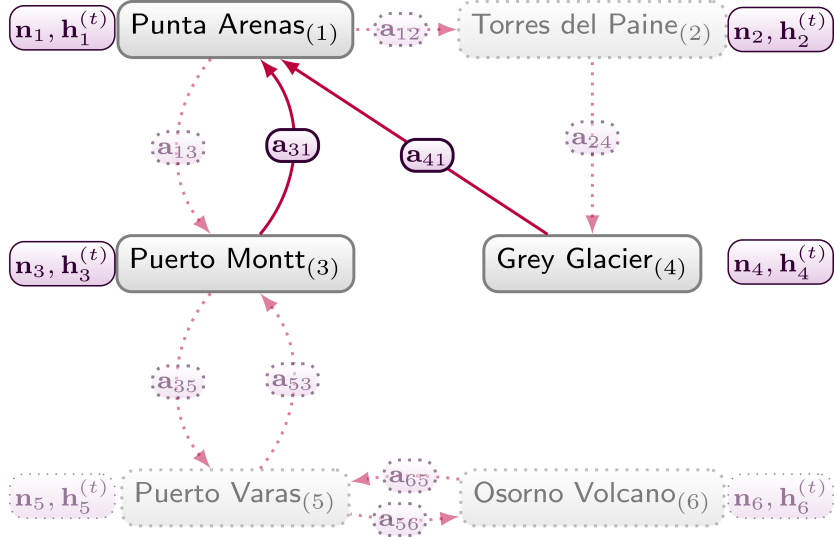 n₁, h₁⁽ᵗ⁾ Punta Arenas₍₁₎ a₁₂ Torres del Paine₍₂₎ n₂, h₂⁽ᵗ⁾
a₁₃ a₃₁ a₄₁ a₂₄
n₃, h₃⁽ᵗ⁾ Puerto Montt₍₃₎ Grey Glacier₍₄₎ n₄, h₄⁽ᵗ⁾
a₃₅ a₅₃
n₅, h₅⁽ᵗ⁾ Puerto Varas₍₅₎ a₆₅ Osorno Volcano₍₆₎ n₆, h₆⁽ᵗ⁾
a₅₆